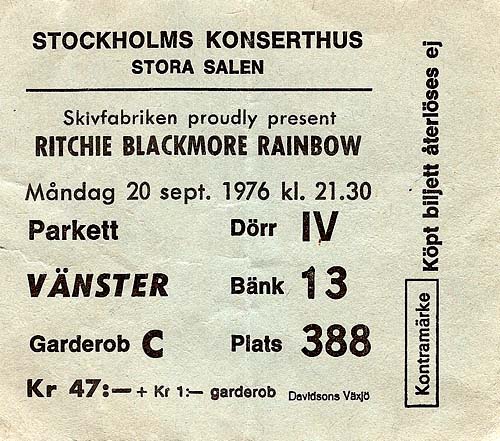 STOCKHOLMS KONSERTHUS
STORA SALEN
Skivfabriken proudly present
RITCHIE BLACKMORE RAINBOW
Måndag 20 sept. 1976 kl. 21.30
Parkett Dörr IV
VÄNSTER Bänk 13
Garderob C Plats 388
Kr 47:— + Kr 1:— garderob Davidsons Växjö
Kontramärke Köpt biljett återlöses ej